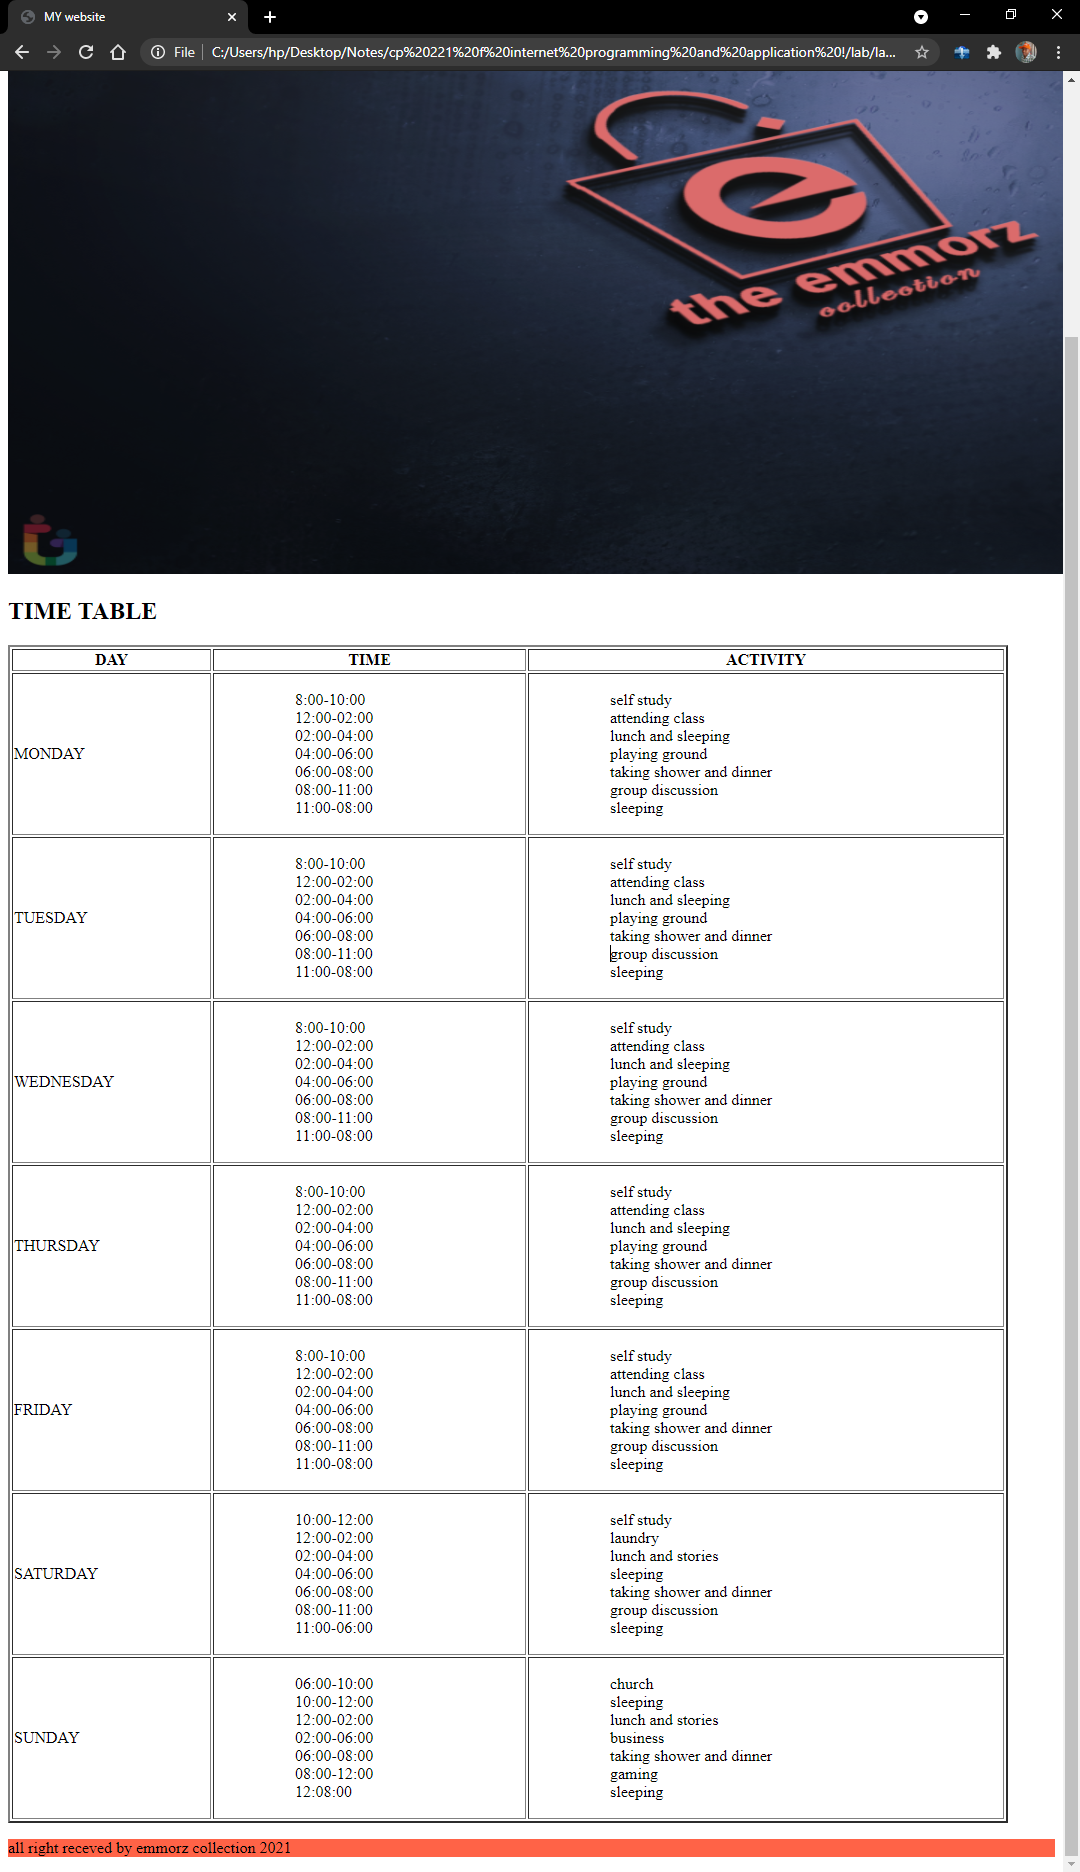 MY website
File
C:/Users/hp/Desktop/Notes/cp%20221%20f%20internet%20programming%20and%20application%20!/lab/la...
e
the emmorz
collection
TIME TABLE
DAY TIME ACTIVITY
MONDAY
8:00-10:00 self study
12:00-02:00 attending class
02:00-04:00 lunch and sleeping
04:00-06:00 playing ground
06:00-08:00 taking shower and dinner
08:00-11:00 group discussion
11:00-08:00 sleeping
TUESDAY
8:00-10:00 self study
12:00-02:00 attending class
02:00-04:00 lunch and sleeping
04:00-06:00 playing ground
06:00-08:00 taking shower and dinner
08:00-11:00 group discussion
11:00-08:00 sleeping
WEDNESDAY
8:00-10:00 self study
12:00-02:00 attending class
02:00-04:00 lunch and sleeping
04:00-06:00 playing ground
06:00-08:00 taking shower and dinner
08:00-11:00 group discussion
11:00-08:00 sleeping
THURSDAY
8:00-10:00 self study
12:00-02:00 attending class
02:00-04:00 lunch and sleeping
04:00-06:00 playing ground
06:00-08:00 taking shower and dinner
08:00-11:00 group discussion
11:00-08:00 sleeping
FRIDAY
8:00-10:00 self study
12:00-02:00 attending class
02:00-04:00 lunch and sleeping
04:00-06:00 playing ground
06:00-08:00 taking shower and dinner
08:00-11:00 group discussion
11:00-08:00 sleeping
SATURDAY
10:00-12:00 self study
12:00-02:00 laundry
02:00-04:00 lunch and stories
04:00-06:00 sleeping
06:00-08:00 taking shower and dinner
08:00-11:00 group discussion
11:00-06:00 sleeping
SUNDAY
06:00-10:00 church
10:00-12:00 sleeping
12:00-02:00 lunch and stories
02:00-06:00 business
06:00-08:00 taking shower and dinner
08:00-12:00 gaming
12:08:00 sleeping
all right receved by emmorz collection 2021